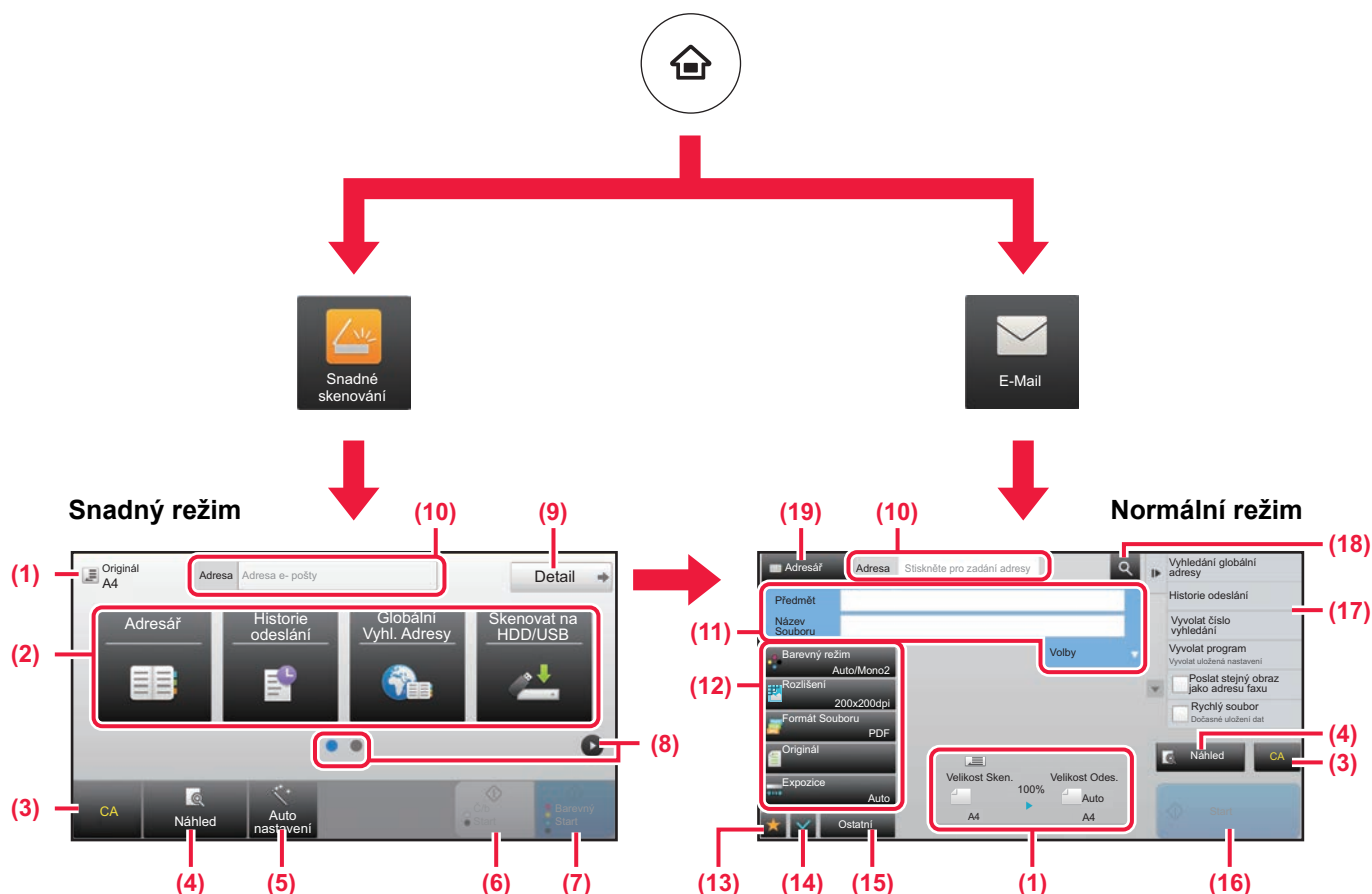 Snadné
skenování
E-Mail
Snadný režim
(10)
(9)
(1)
Originál
A4
Adresa
Adresa e- pošty
Detail
(2)
Adresář
Historie
odeslání
Globální
Vyhl. Adresy
Skenovat na
HDD/USB
(8)
(3)
CA
Náhled
Auto
nastavení
Start
Barevný
Start
(4)
(5)
(6)
(7)
Normální režim
(19)
(10)
(18)
Adresář
Adresa
Stiskněte pro zadání adresy
(11)
Předmět
Název
Souboru
Volby
(12)
Barevný režim
Auto/Mono2
Rozlišení
200x200dpi
Formát Souboru
PDF
Originál
Expozice
Auto
Ostatní
Velikost Sken.
100%
Velikost Odes.
Auto
A4
A4
Vyhledání globální
adresy
Historie odeslání
(17)
Vyvolat číslo
vyhledání
Vyvolat program
Vyvolat uložená nastavení
Poslat stejný obraz
jako adresu faxu
Rychlý soubor
Dočasné uložení dat
(4)
Náhled
CA
(3)
Start
(13)
(14)
(15)
(1)
(16)